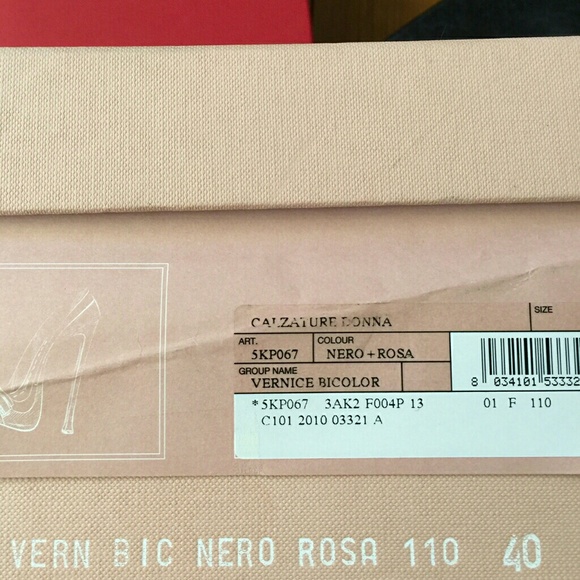 CALZATURE DONNA
SIZE
ART. COLOUR
5KP067 NERO+ROSA
GROUP NAME
VERNICE BICOLOR
8 034101 53332
*5KP067 3AK2 F004P 13 01 F 110
C101 2010 03321 A
VERN BIC NERO ROSA 110 40